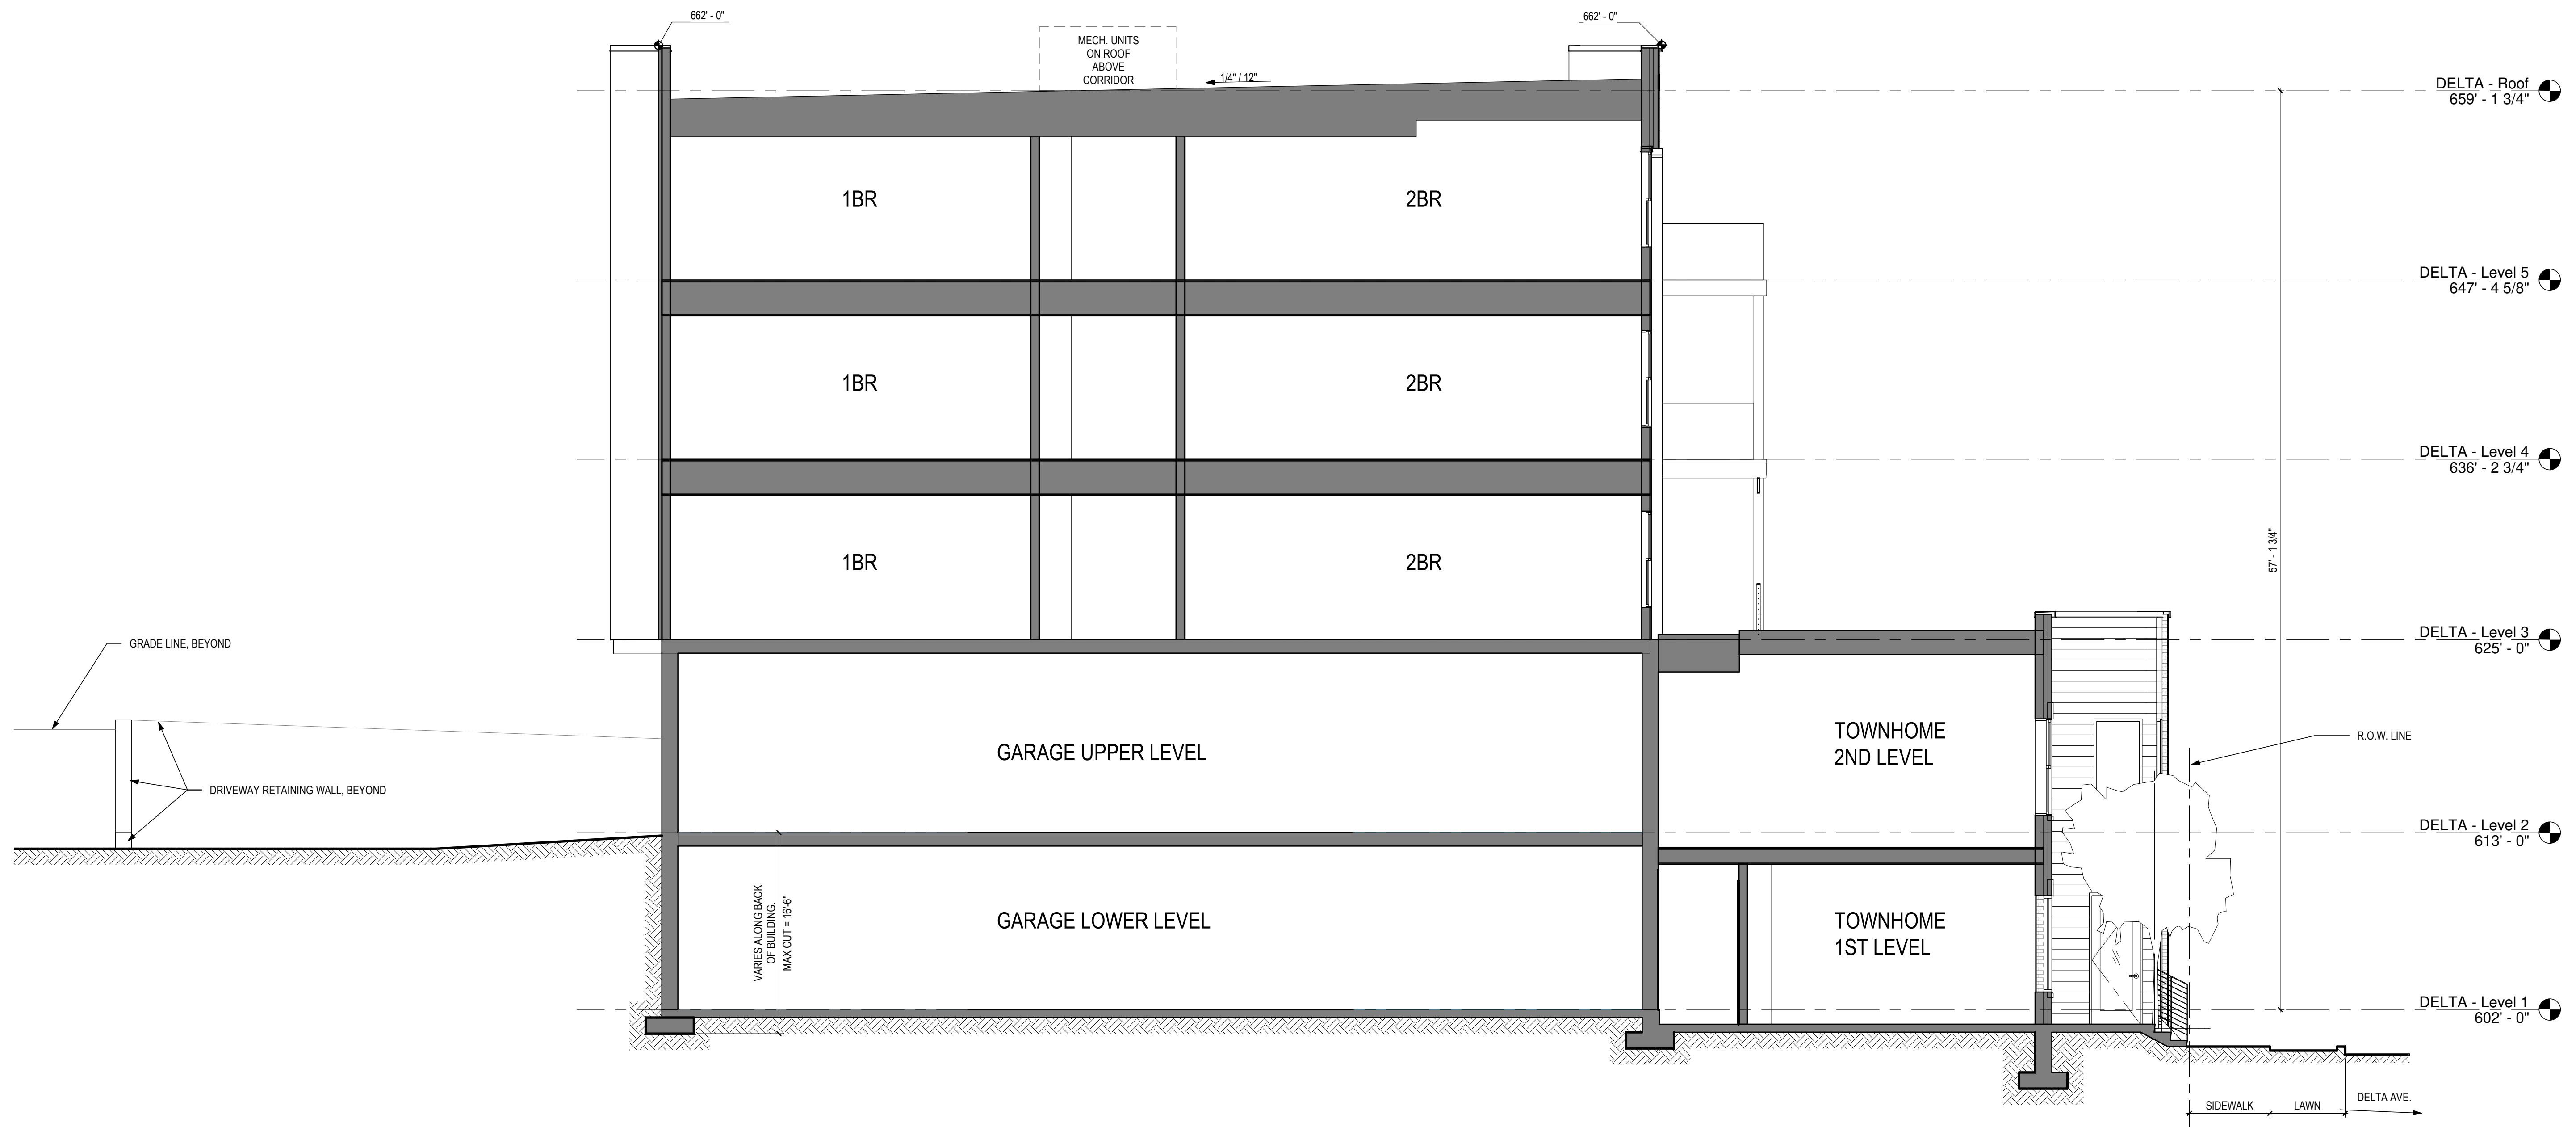 662' - 0"
662' - 0"
MECH. UNITS
ON ROOF
ABOVE
CORRIDOR
1/4" / 12"
DELTA - Roof
659' - 1 3/4"
1BR
2BR
DELTA - Level 5
647' - 4 5/8"
1BR
2BR
DELTA - Level 4
636' - 2 3/4"
1BR
2BR
57' - 1 3/4"
DELTA - Level 3
625' - 0"
GRADE LINE, BEYOND
GARAGE UPPER LEVEL
TOWNHOME
2ND LEVEL
R.O.W. LINE
DRIVEWAY RETAINING WALL, BEYOND
DELTA - Level 2
613' - 0"
VARIES ALONG BACK
OF BUILDING.
MAX CUT = 16'-6"
GARAGE LOWER LEVEL
TOWNHOME
1ST LEVEL
DELTA - Level 1
602' - 0"
SIDEWALK
LAWN
DELTA AVE.